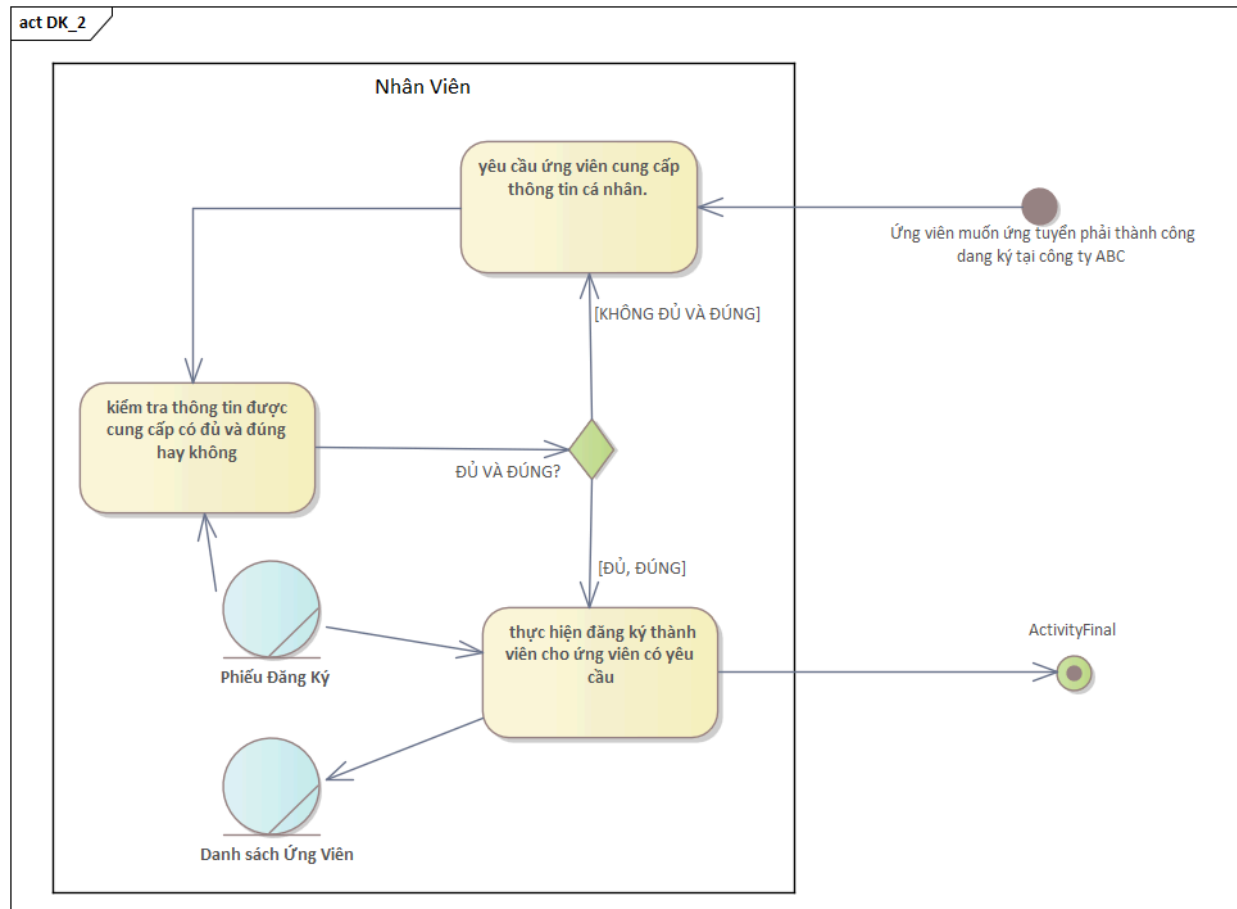 act DK_2
Nhân Viên
yêu cầu ứng viên cung cấp
thông tin cá nhân.
Ứng viên muốn ứng tuyển phải thành công
dang ký tại công ty ABC
[KHÔNG ĐỦ VÀ ĐÚNG]
kiểm tra thông tin được
cung cấp có đủ và đúng
hay không
ĐỦ VÀ ĐÚNG?
[ĐỦ, ĐÚNG]
thực hiện đăng ký thành
viên cho ứng viên có yêu
cầu
ActivityFinal
Phiếu Đăng Ký
Danh sách Ứng Viên